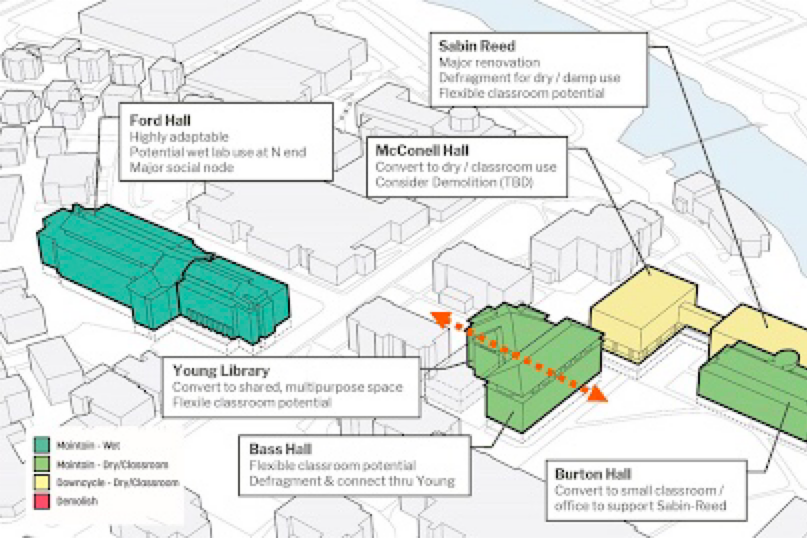 Sabin Reed
Major renovation
Defragment for dry / damp use
Flexible classroom potential
Ford Hall
Highly adaptable
Potential wet lab use at N end
Major social node
McConell Hall
Convert to dry / classroom use
Consider Demolition (TBD)
Young Library
Convert to shared, multipurpose space
Flexile classroom potential
Bass Hall
Flexible classroom potential
Defragment & connect thru Young
Burton Hall
Convert to small classroom /
office to support Sabin-Reed
Maintain - Wet
Maintain - Dry/Classroom
Downcycle - Dry/Classroom
Demolish